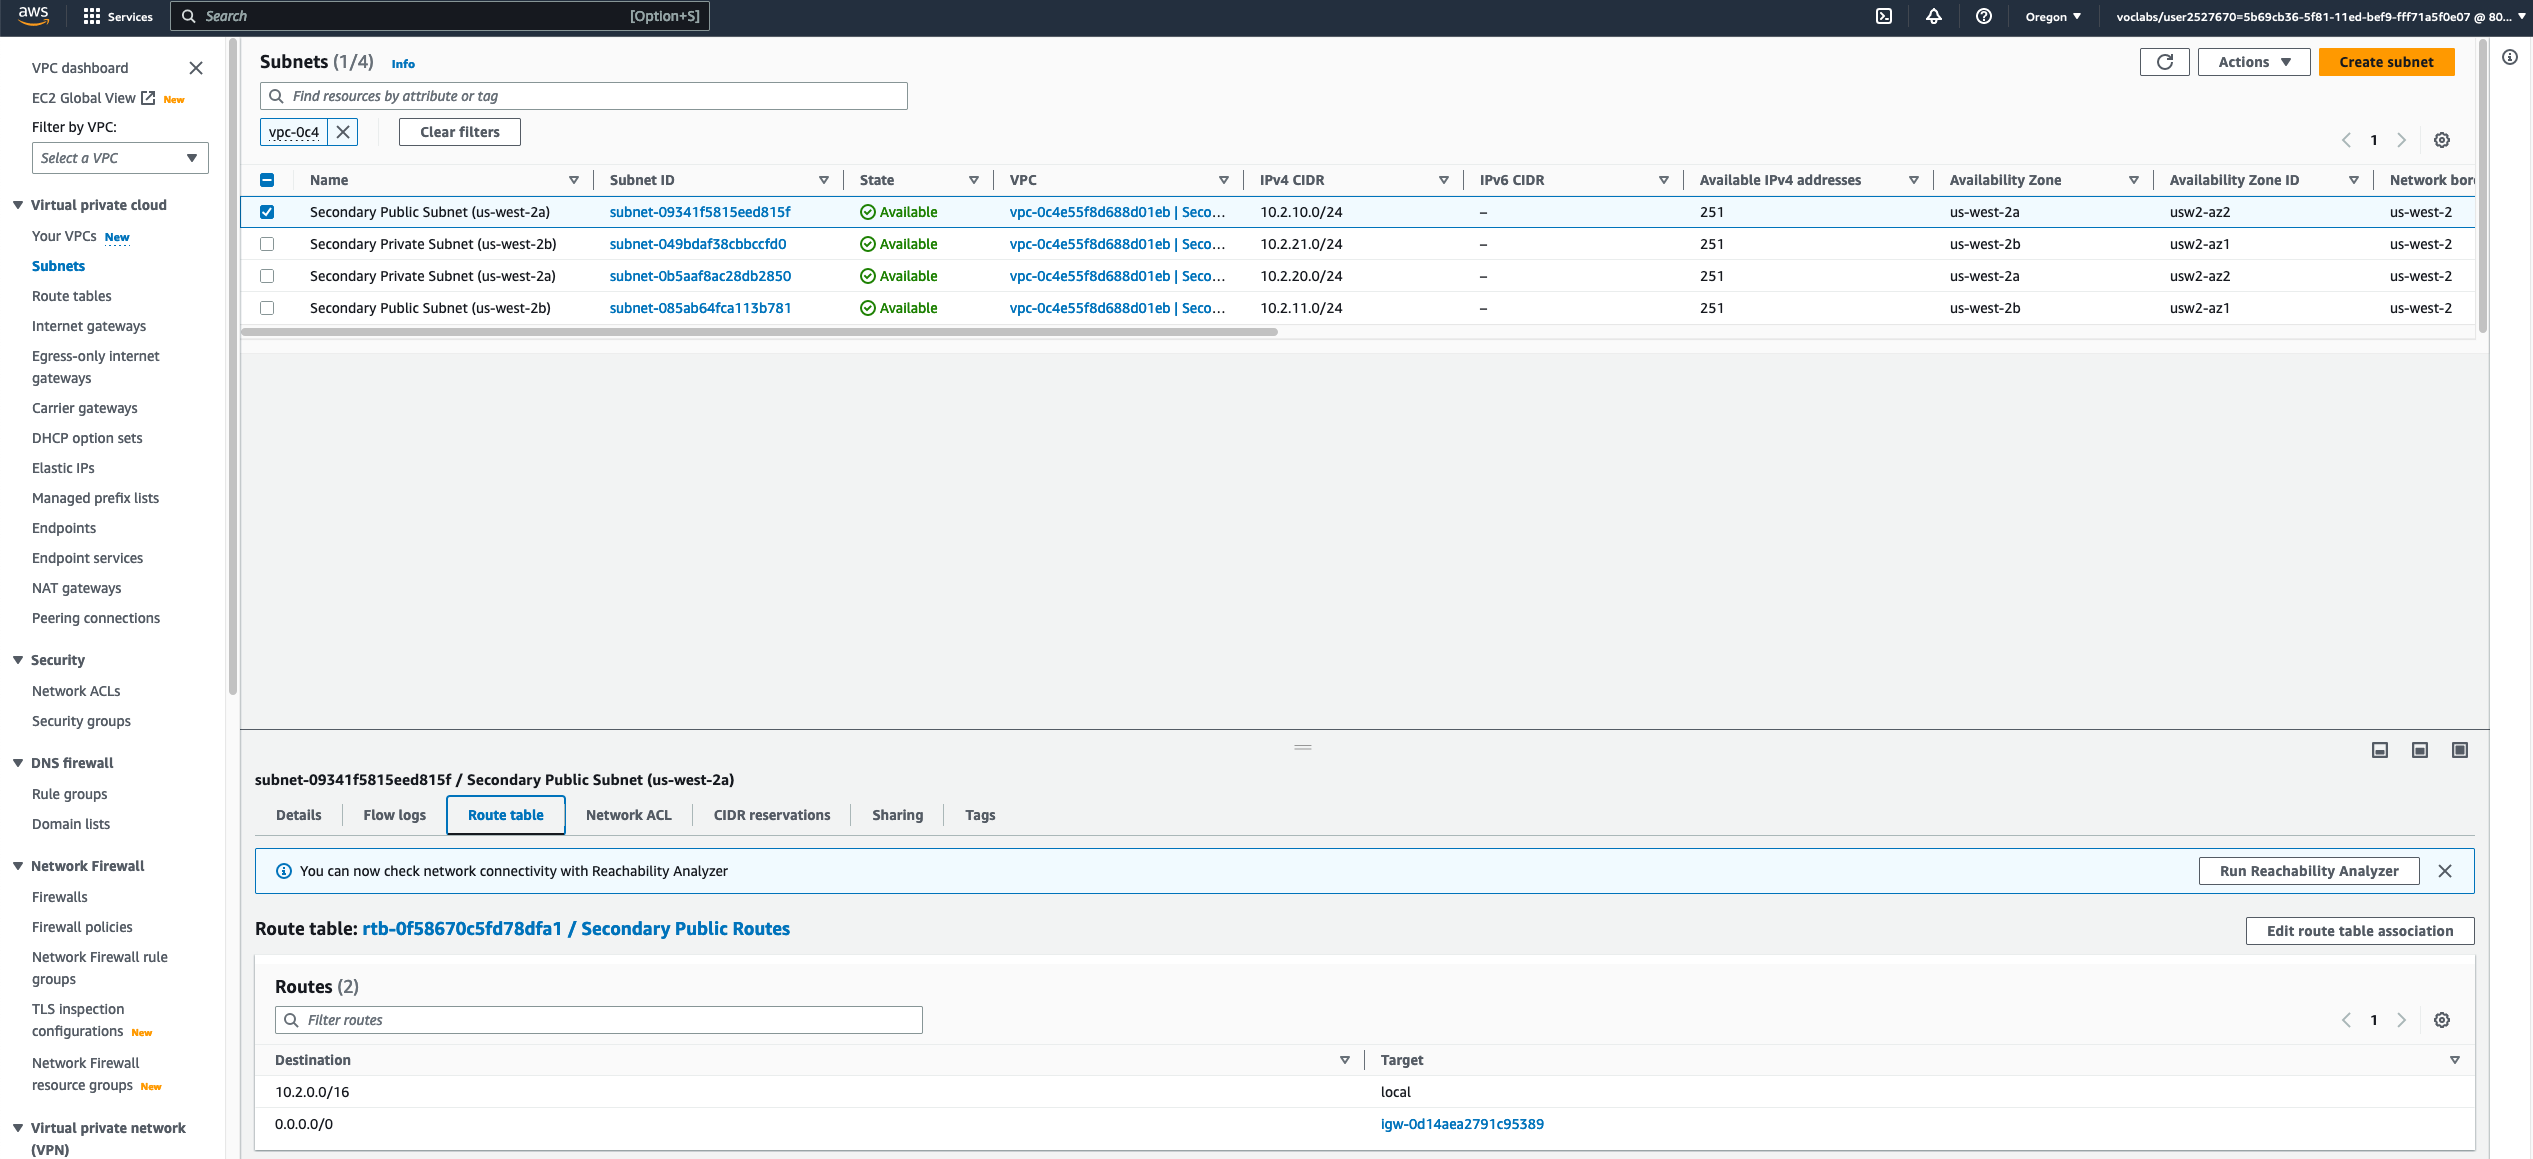 aws
Services
Search
[Option+S]
Oregon
voclabs/user2527670=5b69cb36-5f81-11ed-bef9-fff71a5f0e07 @ 80...
VPC dashboard
EC2 Global View New
Filter by VPC:
Select a VPC
Virtual private cloud
Your VPCs New
Subnets
Route tables
Internet gateways
Egress-only internet
gateways
Carrier gateways
DHCP option sets
Elastic IPs
Managed prefix lists
Endpoints
Endpoint services
NAT gateways
Peering connections
Security
Network ACLs
Security groups
DNS firewall
Rule groups
Domain lists
Network Firewall
Firewalls
Firewall policies
Network Firewall rule
groups
TLS inspection
configurations New
Network Firewall
resource groups New
Virtual private network
(VPN)
Subnets (1/4) Info
Actions
Create subnet
Find resources by attribute or tag
vpc-0c4
Clear filters
1
Name Subnet ID State VPC IPv4 CIDR IPv6 CIDR Available IPv4 addresses Availability Zone Availability Zone ID Network bor
Secondary Public Subnet (us-west-2a) subnet-09341f5815eed815f Available vpc-0c4e55f8d688d01eb | Seco... 10.2.10.0/24 – 251 us-west-2a usw2-az2 us-west-2
Secondary Private Subnet (us-west-2b) subnet-049bdaf38cbbccfd0 Available vpc-0c4e55f8d688d01eb | Seco... 10.2.21.0/24 – 251 us-west-2b usw2-az1 us-west-2
Secondary Private Subnet (us-west-2a) subnet-0b5aaf8ac28db2850 Available vpc-0c4e55f8d688d01eb | Seco... 10.2.20.0/24 – 251 us-west-2a usw2-az2 us-west-2
Secondary Public Subnet (us-west-2b) subnet-085ab64fca113b781 Available vpc-0c4e55f8d688d01eb | Seco... 10.2.11.0/24 – 251 us-west-2b usw2-az1 us-west-2
subnet-09341f5815eed815f / Secondary Public Subnet (us-west-2a)
Details Flow logs Route table Network ACL CIDR reservations Sharing Tags
You can now check network connectivity with Reachability Analyzer
Run Reachability Analyzer
Route table: rtb-0f58670c5fd78dfa1 / Secondary Public Routes
Edit route table association
Routes (2)
Filter routes
1
Destination Target
10.2.0.0/16 local
0.0.0.0/0 igw-0d14aea2791c95389